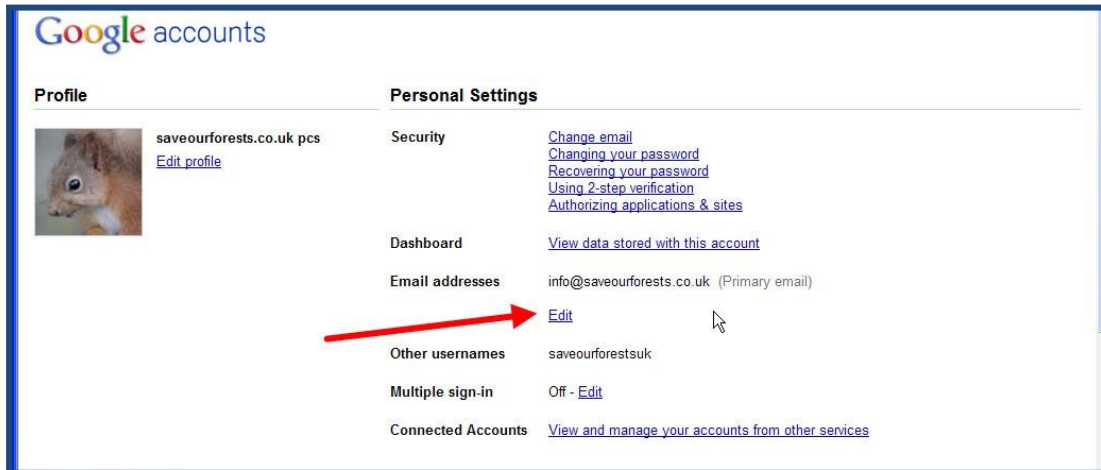 Google accounts
Profile
saveourforests.co.uk pcs
Edit profile
Personal Settings
Security
Change email
Changing your password
Recovering your password
Using 2-step verification
Authorizing applications & sites
Dashboard
View data stored with this account
Email addresses
info@saveourforests.co.uk (Primary email)
Edit
Other usernames
saveourforestsuk
Multiple sign-in
Off - Edit
Connected Accounts
View and manage your accounts from other services